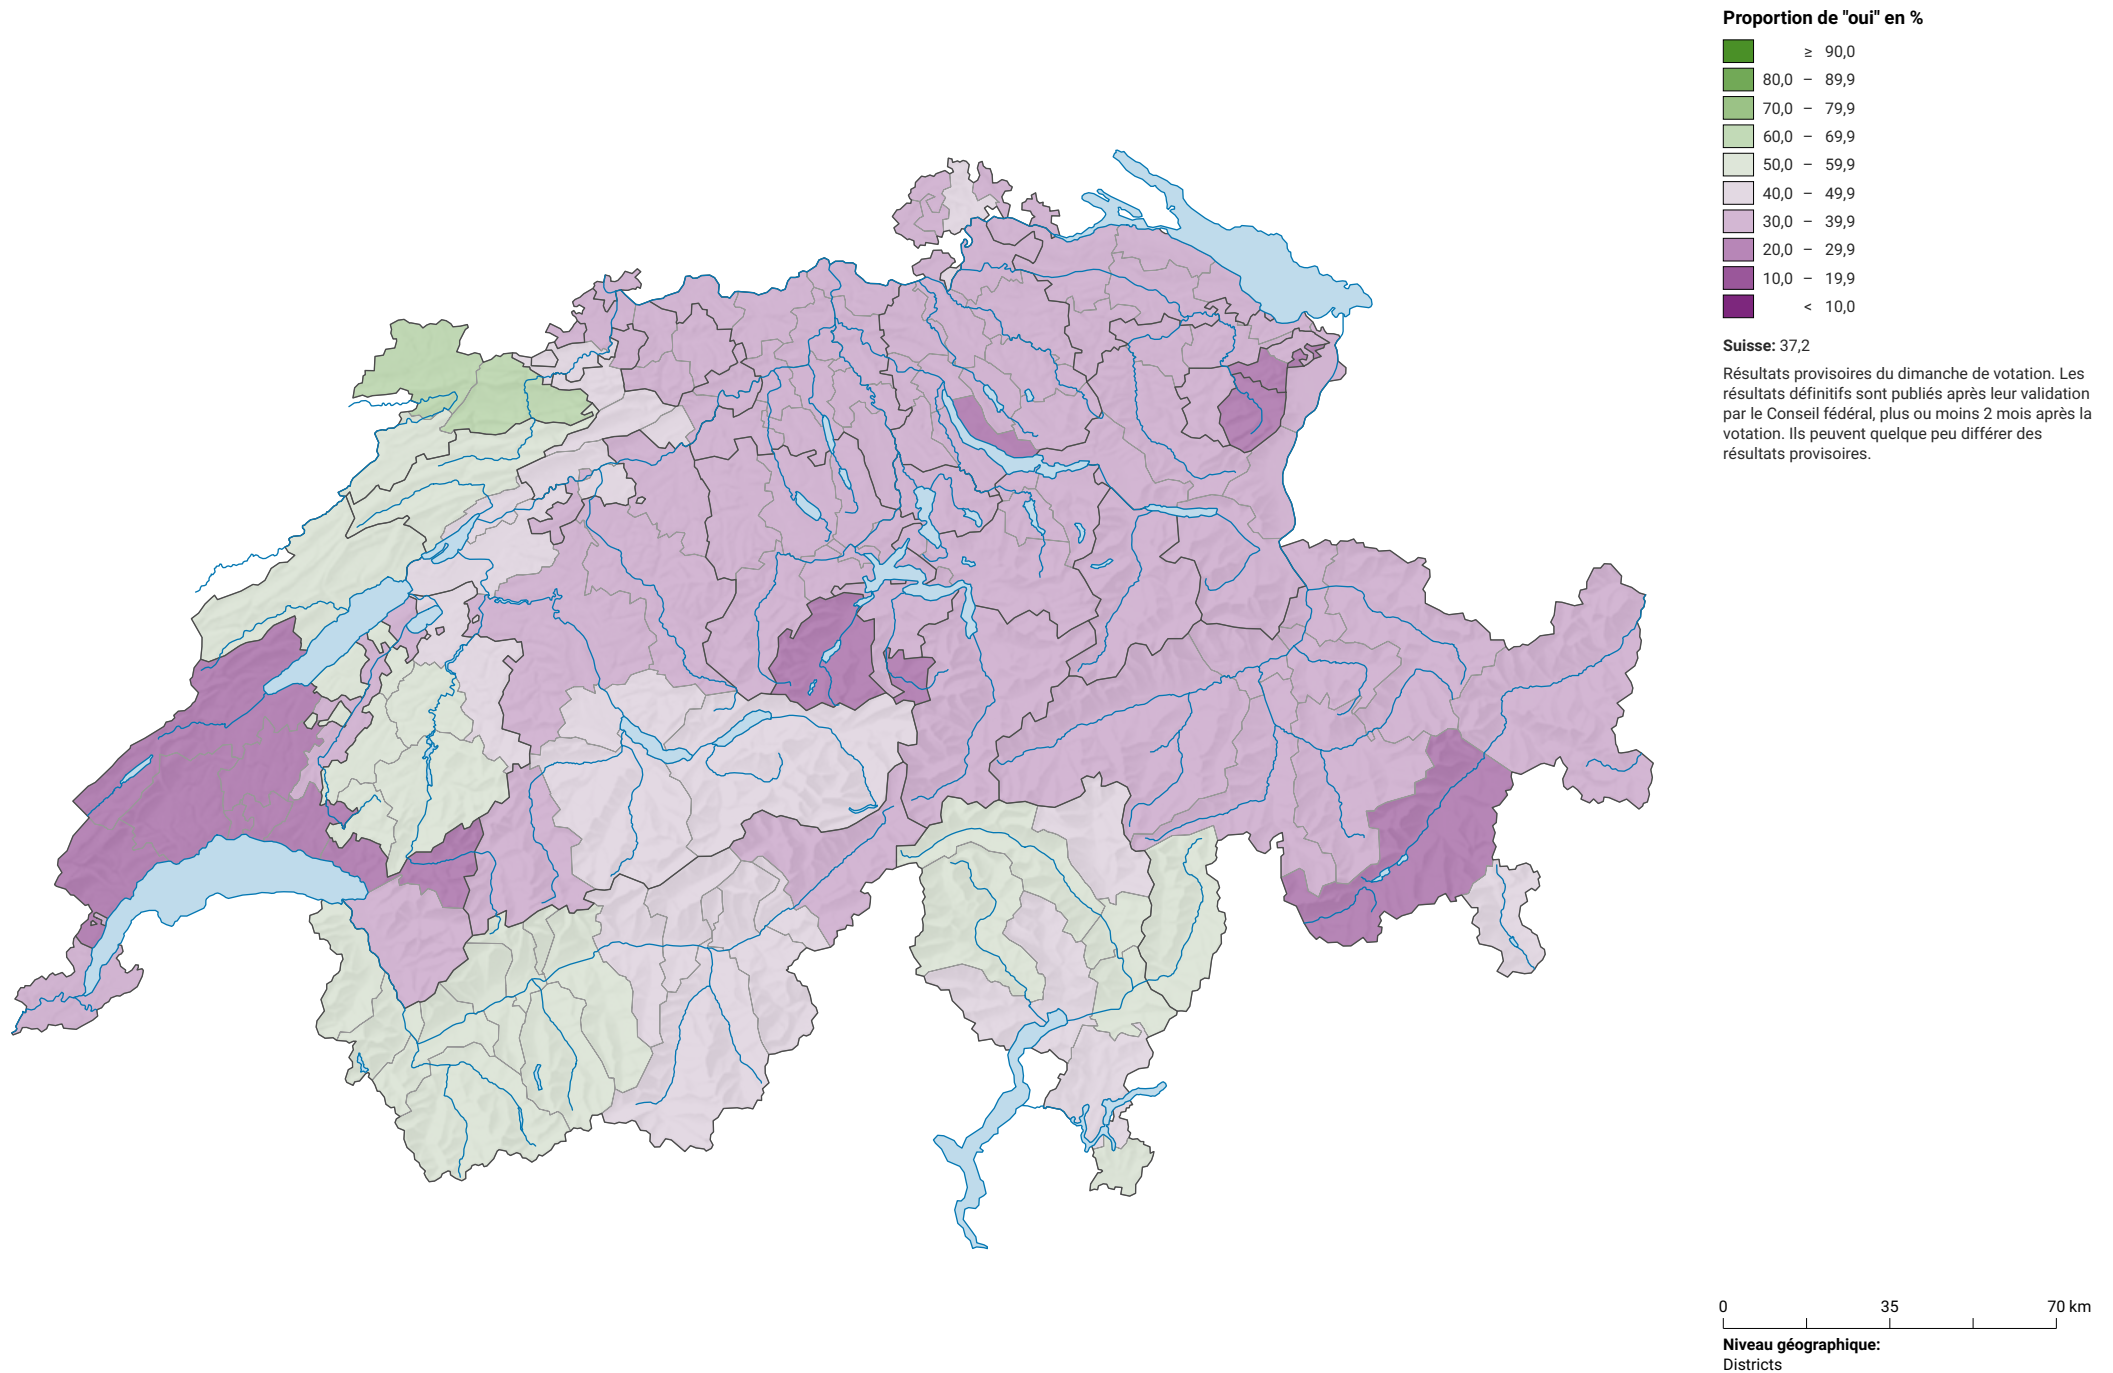 Proportion de "oui" en %
≥ 90,0
80,0 – 89,9
70,0 – 79,9
60,0 – 69,9
50,0 – 59,9
40,0 – 49,9
30,0 – 39,9
20,0 – 29,9
10,0 – 19,9
< 10,0
Suisse: 37,2
Résultats provisoires du dimanche de votation. Les
résultats définitifs sont publiés après leur validation
par le Conseil fédéral, plus ou moins 2 mois après la
votation. Ils peuvent quelque peu différer des
résultats provisoires.
0 35 70 km
Niveau géographique:
Districts